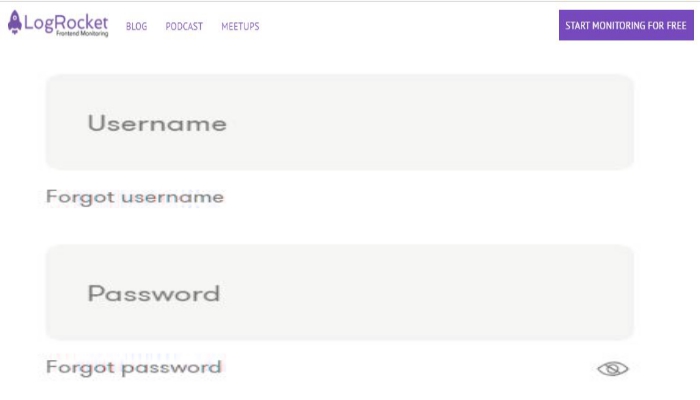 LogRocket
Frontend Monitoring
BLOG PODCAST MEETUPS
START MONITORING FOR FREE
Username
Forgot username
Password
Forgot password